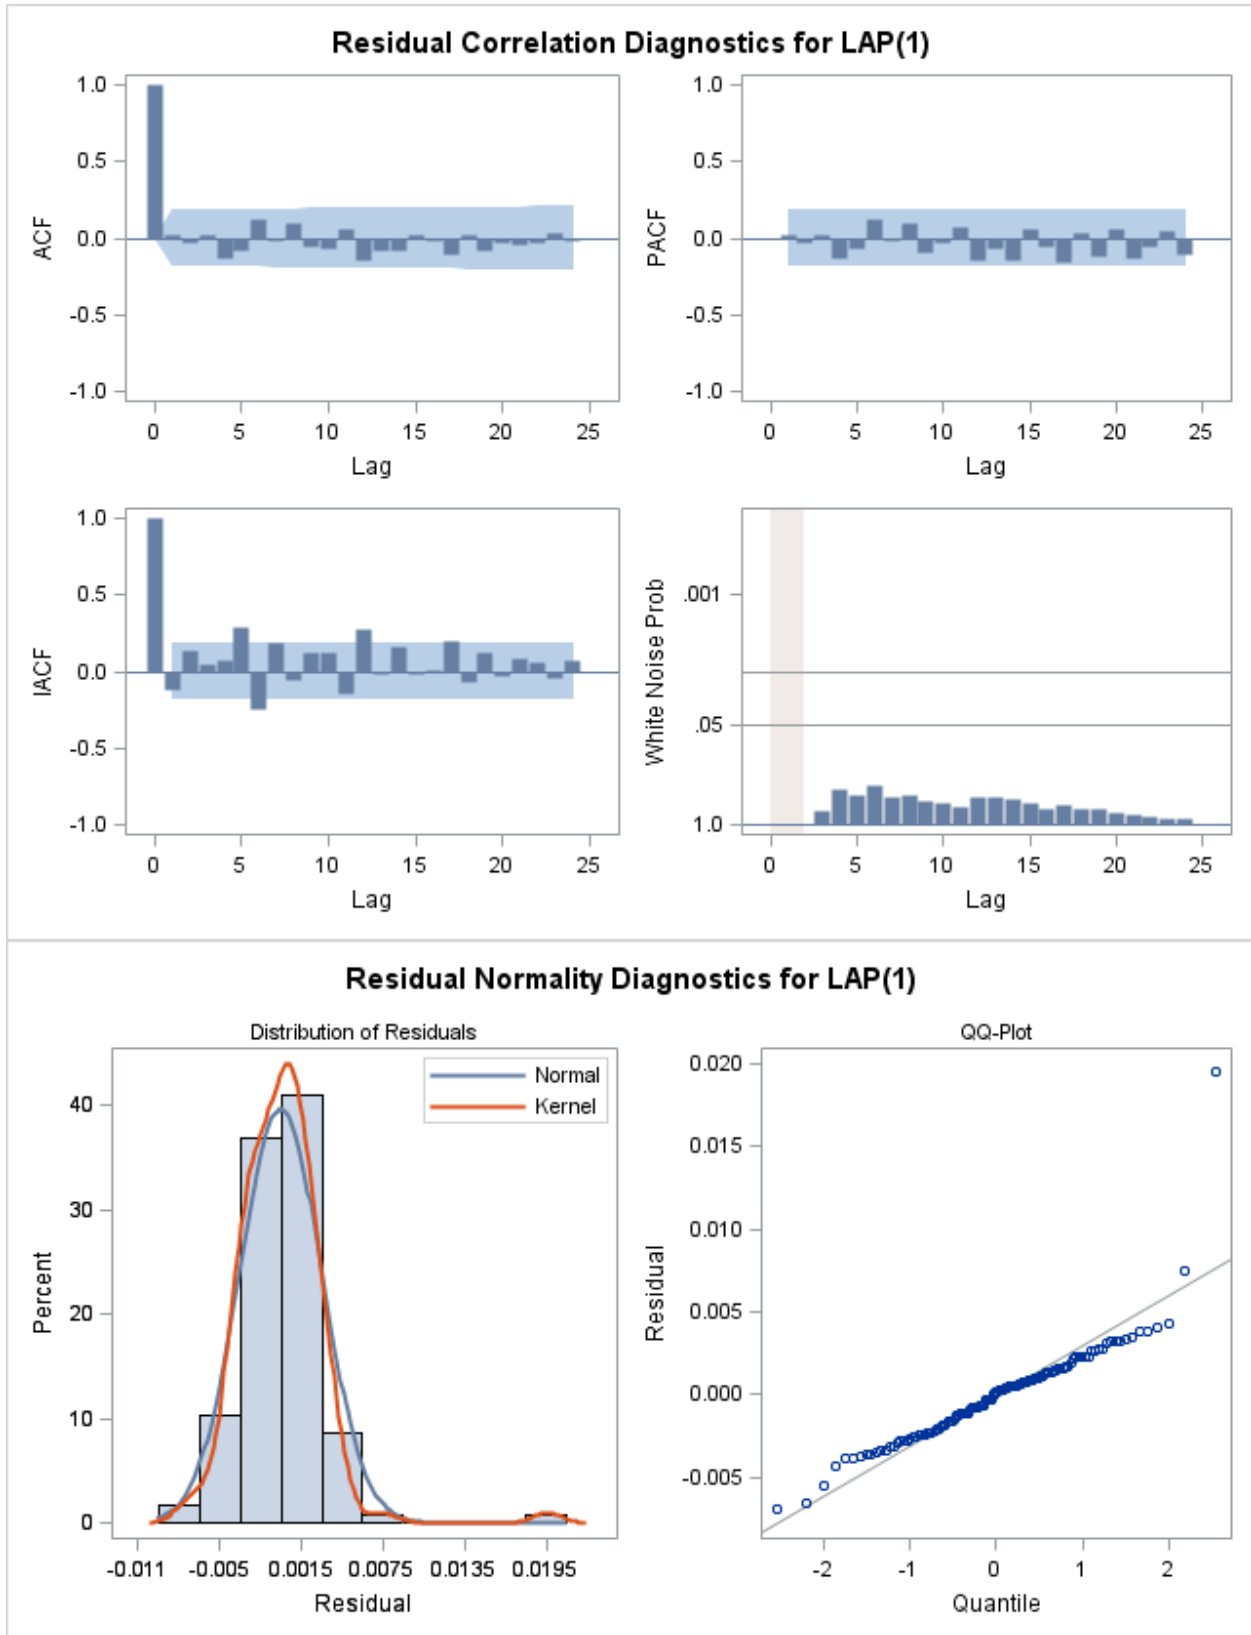 Residual Correlation Diagnostics for LAP(1)
1.0
0.5
0.0
-0.5
-1.0
ACF
0 5 10 15 20 25
Lag
1.0
0.5
0.0
-0.5
-1.0
PACF
0 5 10 15 20 25
Lag
1.0
0.5
0.0
-0.5
-1.0
IACF
0 5 10 15 20 25
Lag
.001
.05
1.0
White Noise Prob
0 5 10 15 20 25
Lag
Residual Normality Diagnostics for LAP(1)
Distribution of Residuals
Normal
Kernel
40
30
20
10
0
Percent
-0.011 -0.005 0.0015 0.0075 0.0135 0.0195
Residual
QQ-Plot
0.020
0.015
0.010
0.005
0.000
-0.005
Residual
-2 -1 0 1 2
Quantile